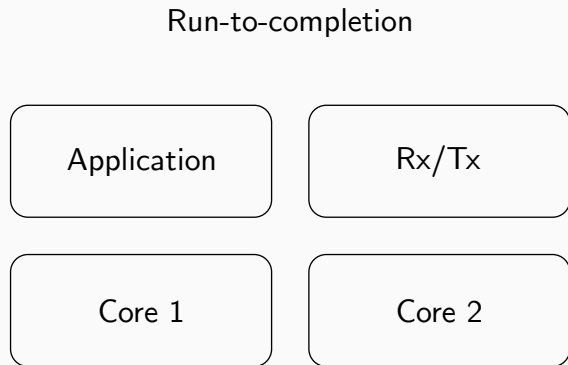 Run-to-completion
Application
Rx/Tx
Core 1
Core 2